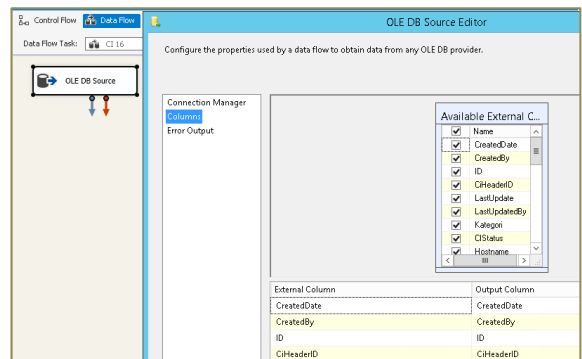 Control Flow Data Flow
Data Flow Task: CI 16
OLE DB Source
OLE DB Source Editor
Configure the properties used by a data flow to obtain data from any OLE DB provider.
Connection Manager
Columns
Error Output
Available External C...
Name
CreatedDate
CreatedBy
ID
CiHeaderID
LastUpdate
LastUpdatedBy
Kategori
CIStatus
Hostname
External Column Output Column
CreatedDate CreatedDate
CreatedBy CreatedBy
ID ID
CiHeaderID CiHeaderID